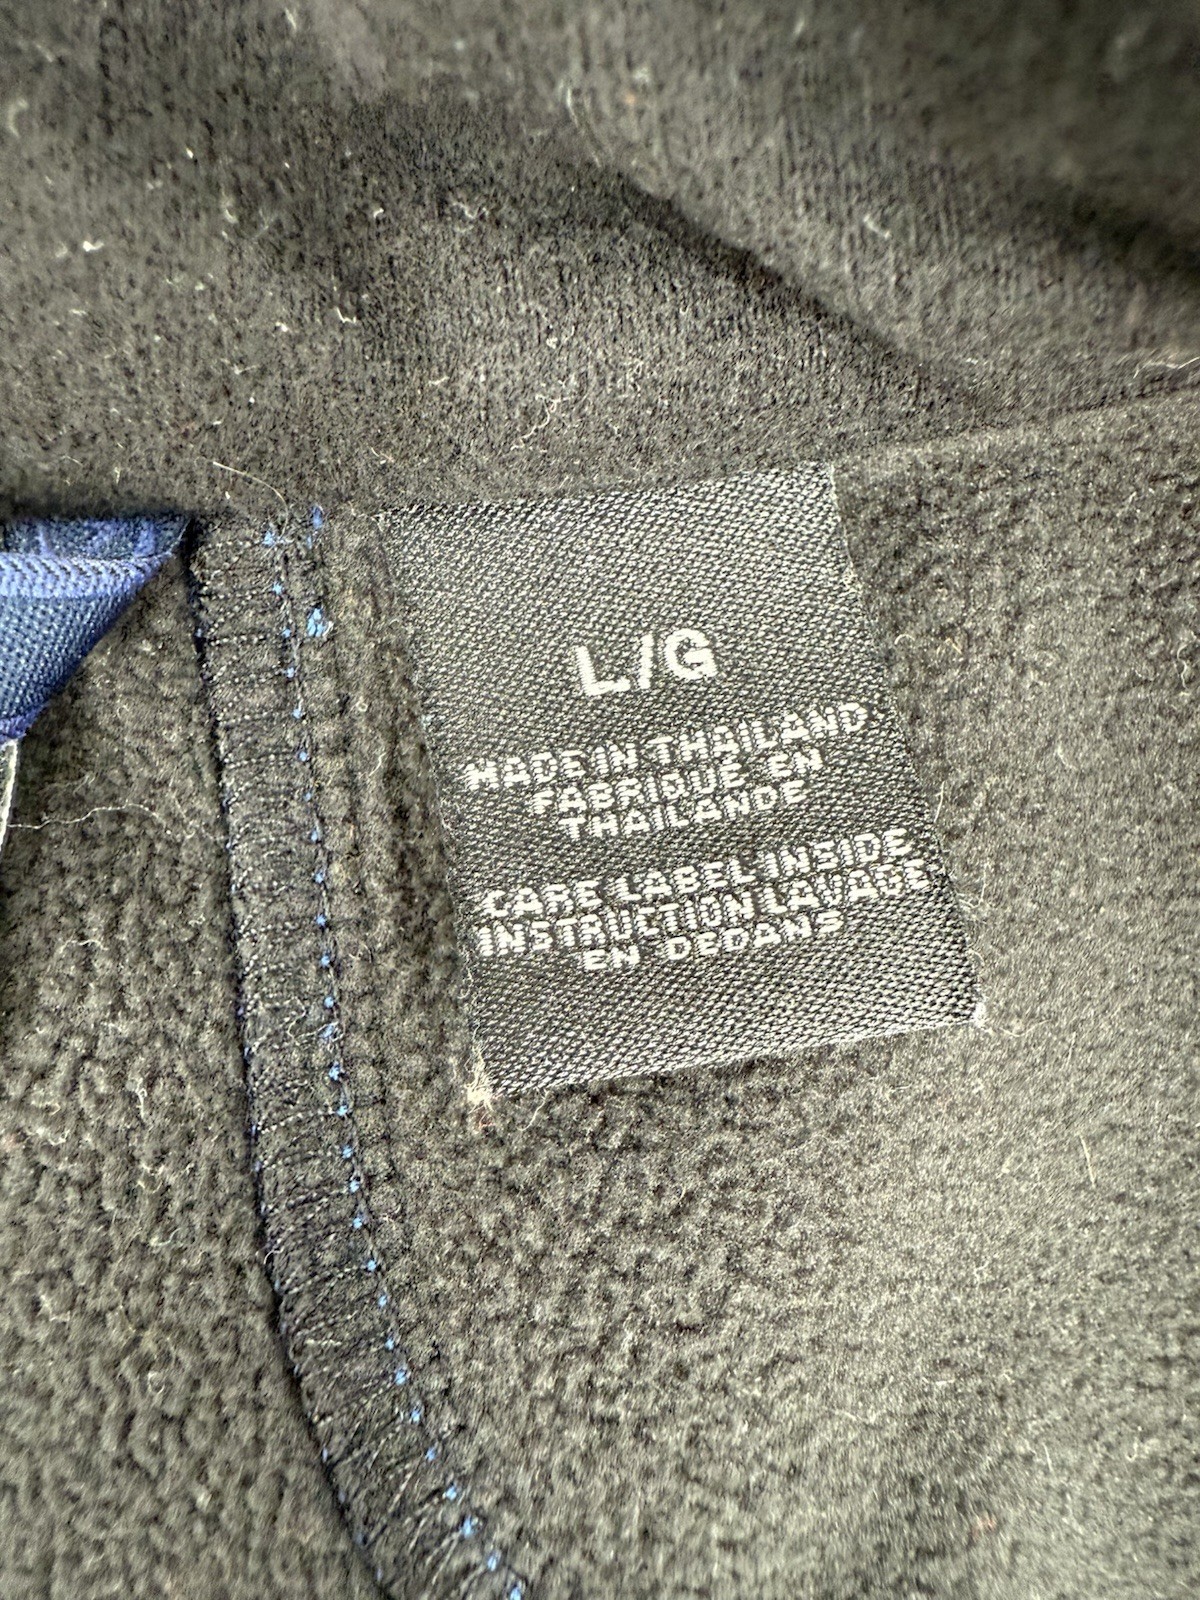 L/G
MADE IN THAILAND
FABRIQUE EN
THAILANDE
CARE LABEL INSIDE
INSTRUCTION LAVAGE
EN DEDANS